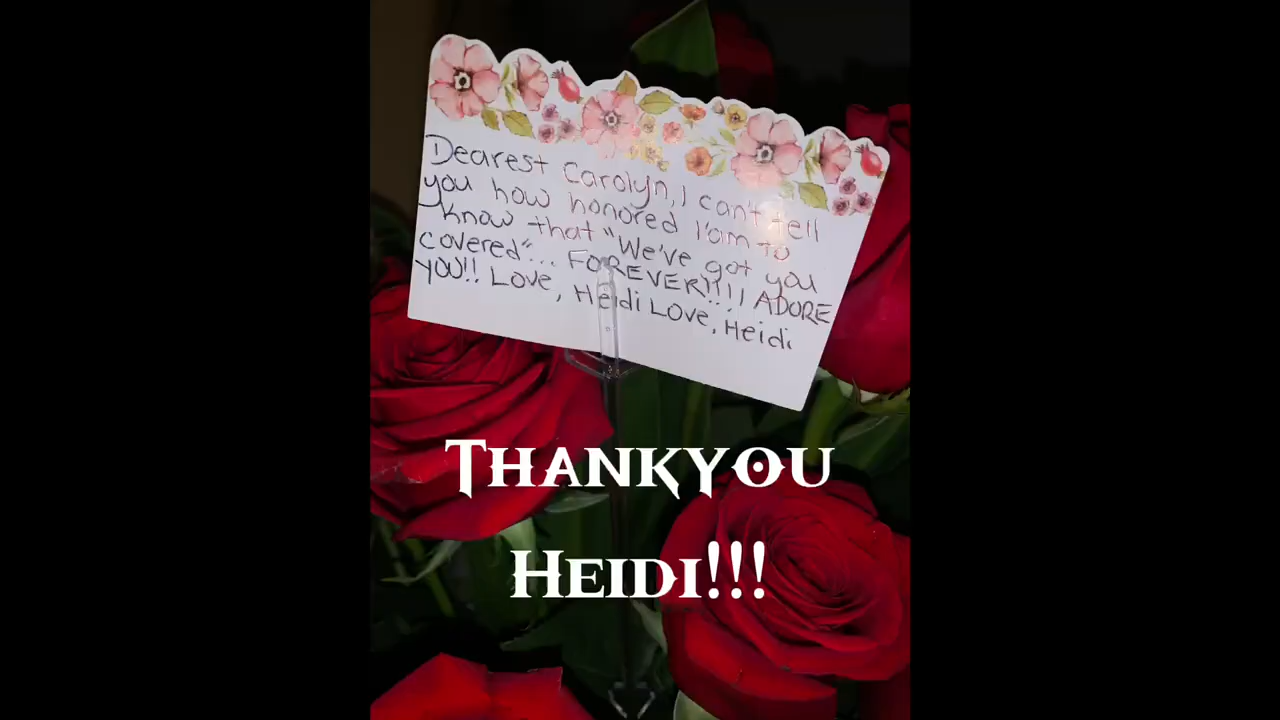 Dearest Carolyn, I can't tell
you how honored I'am to
know that "We've got you
covered"... FOREVER!!!! I ADORE
YOU!! Love, Heidi Love, Heidi
THANKYOU
HEIDI!!!